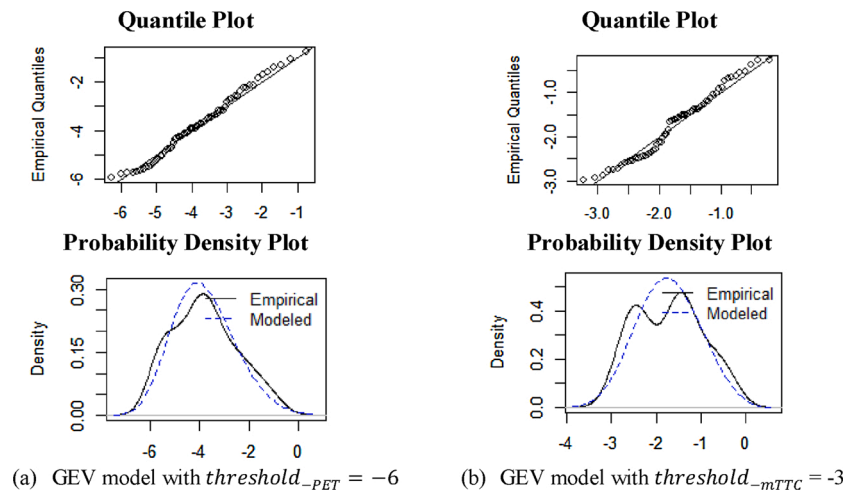 Quantile Plot
Quantile Plot
Empirical Quantiles
-2
-4
-6
-6 -5 -4 -3 -2 -1
Empirical Quantiles
-1.0
-2.0
-3.0
-3.0 -2.0 -1.0
Probability Density Plot
Probability Density Plot
Density
0.30
0.15
0.00
Empirical
Modeled
-6 -4 -2 0
Density
0.4
0.2
0.0
Empirical
Modeled
-4 -3 -2 -1 0
(a) GEV model with threshold_{-PET} = −6
(b) GEV model with threshold_{-mTTC} = -3